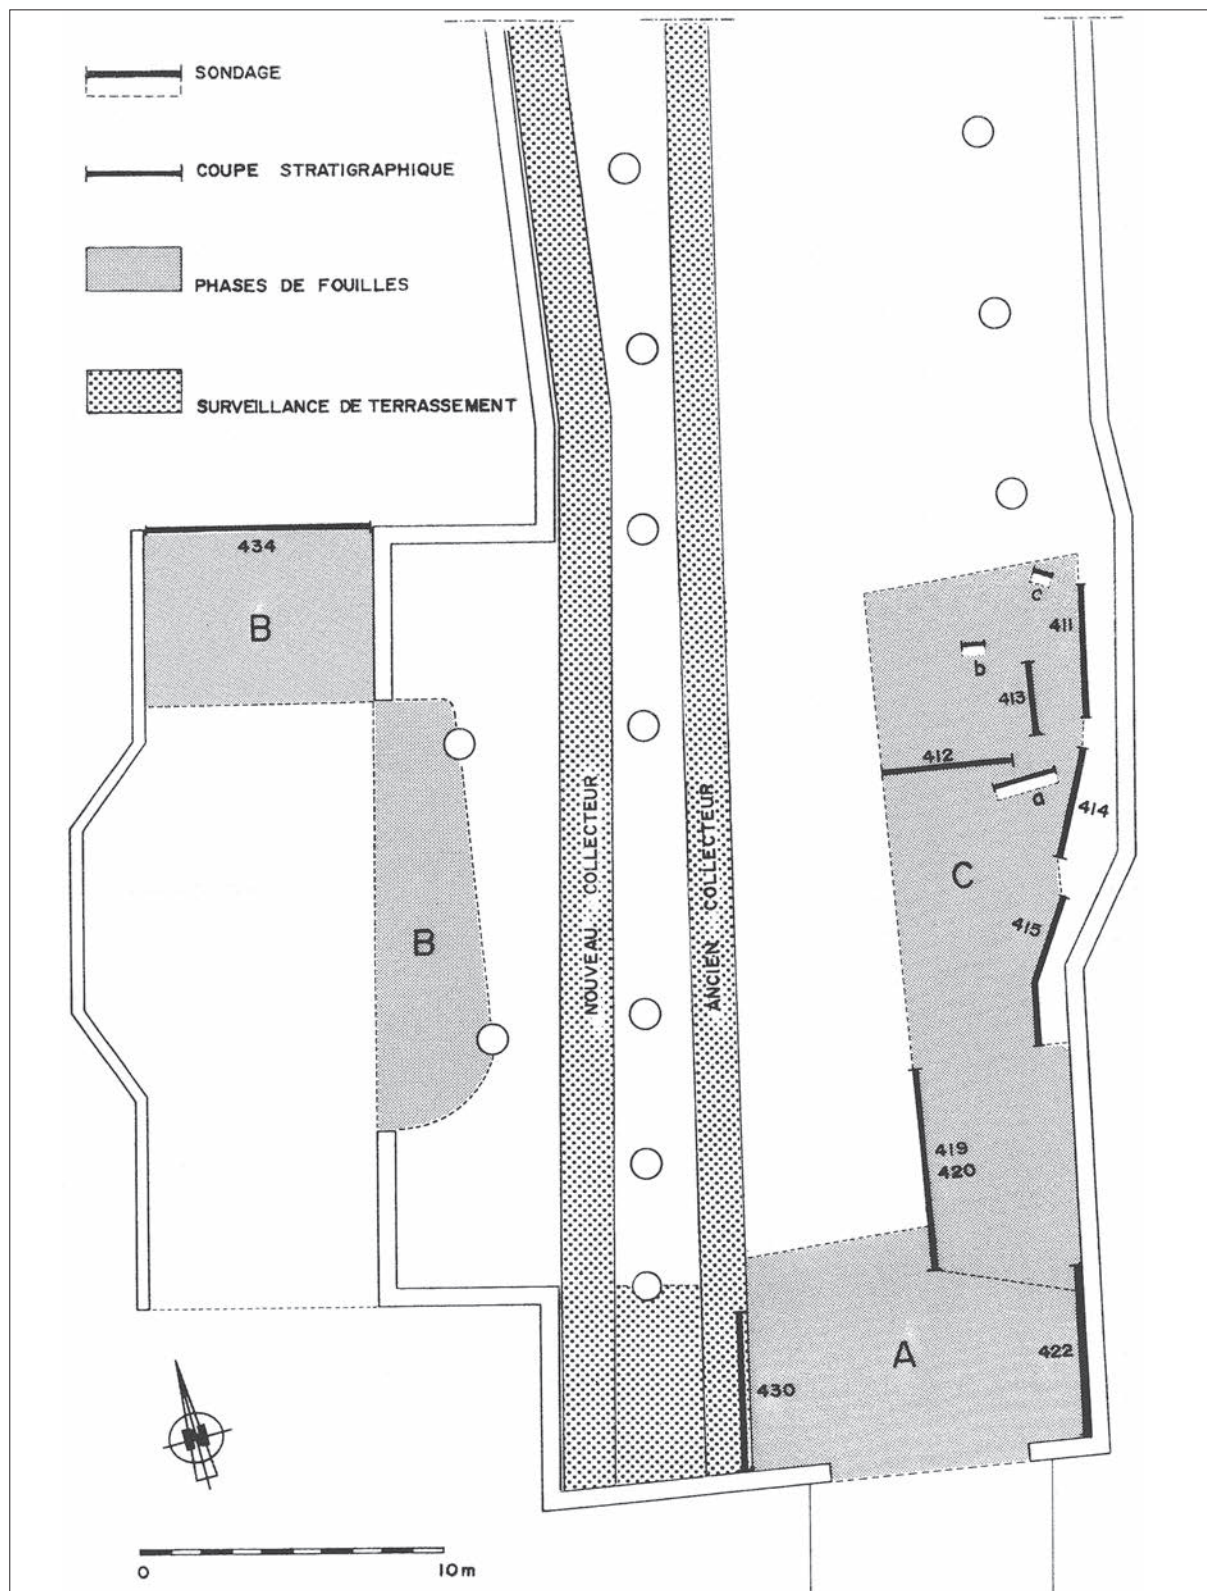 SONDAGE
COUPE STRATIGRAPHIQUE
PHASES DE FOUILLES
SURVEILLANCE DE TERRASSEMENT
434
B
c
411
b
413
412
a
414
NOUVEAU COLLECTEUR
ANCIEN COLLECTEUR
C
415
B
419
420
A
422
430
N
0 10m